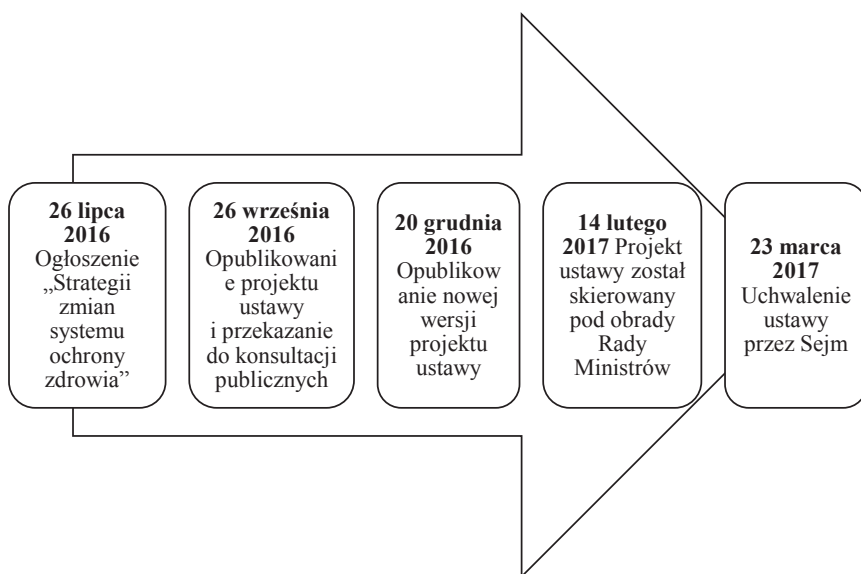 26 lipca
2016
Ogłoszenie
„Strategii
zmian
systemu
ochrony
zdrowia”
26 września
2016
Opublikowani
e projektu
ustawy
i przekazanie
do konsultacji
publicznych
20 grudnia
2016
Opublikow
anie nowej
wersji
projektu
ustawy
14 lutego
2017 Projekt
ustawy został
skierowany
pod obrady
Rady
Ministrów
23 marca
2017
Uchwalenie
ustawy
przez Sejm